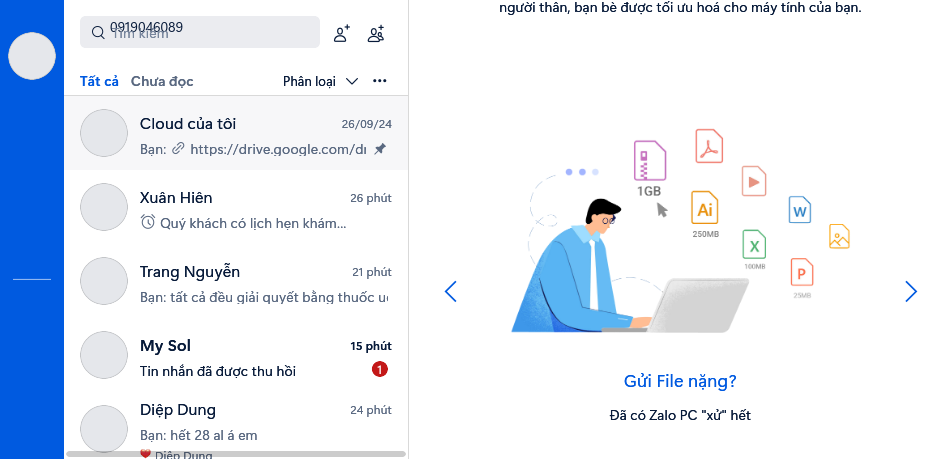 người thân, bạn bè được tối ưu hoá cho máy tính của bạn.
0919046089
Tìm kiếm
Tất cả
Chưa đọc
Phân loại
Cloud của tôi
26/09/24
Bạn: https://drive.google.com/dr
Xuân Hiên
26 phút
Quý khách có lịch hẹn khám...
Trang Nguyễn
21 phút
Bạn: tất cả đều giải quyết bằng thuốc
My Sol
15 phút
Tin nhắn đã được thu hồi
1
Diệp Dung
24 phút
Bạn: hết 28 al á em
Diệp Dung
1GB
Ai
250MB
W
X
100MB
P
25MB
Gửi File nặng?
Đã có Zalo PC "xử" hết